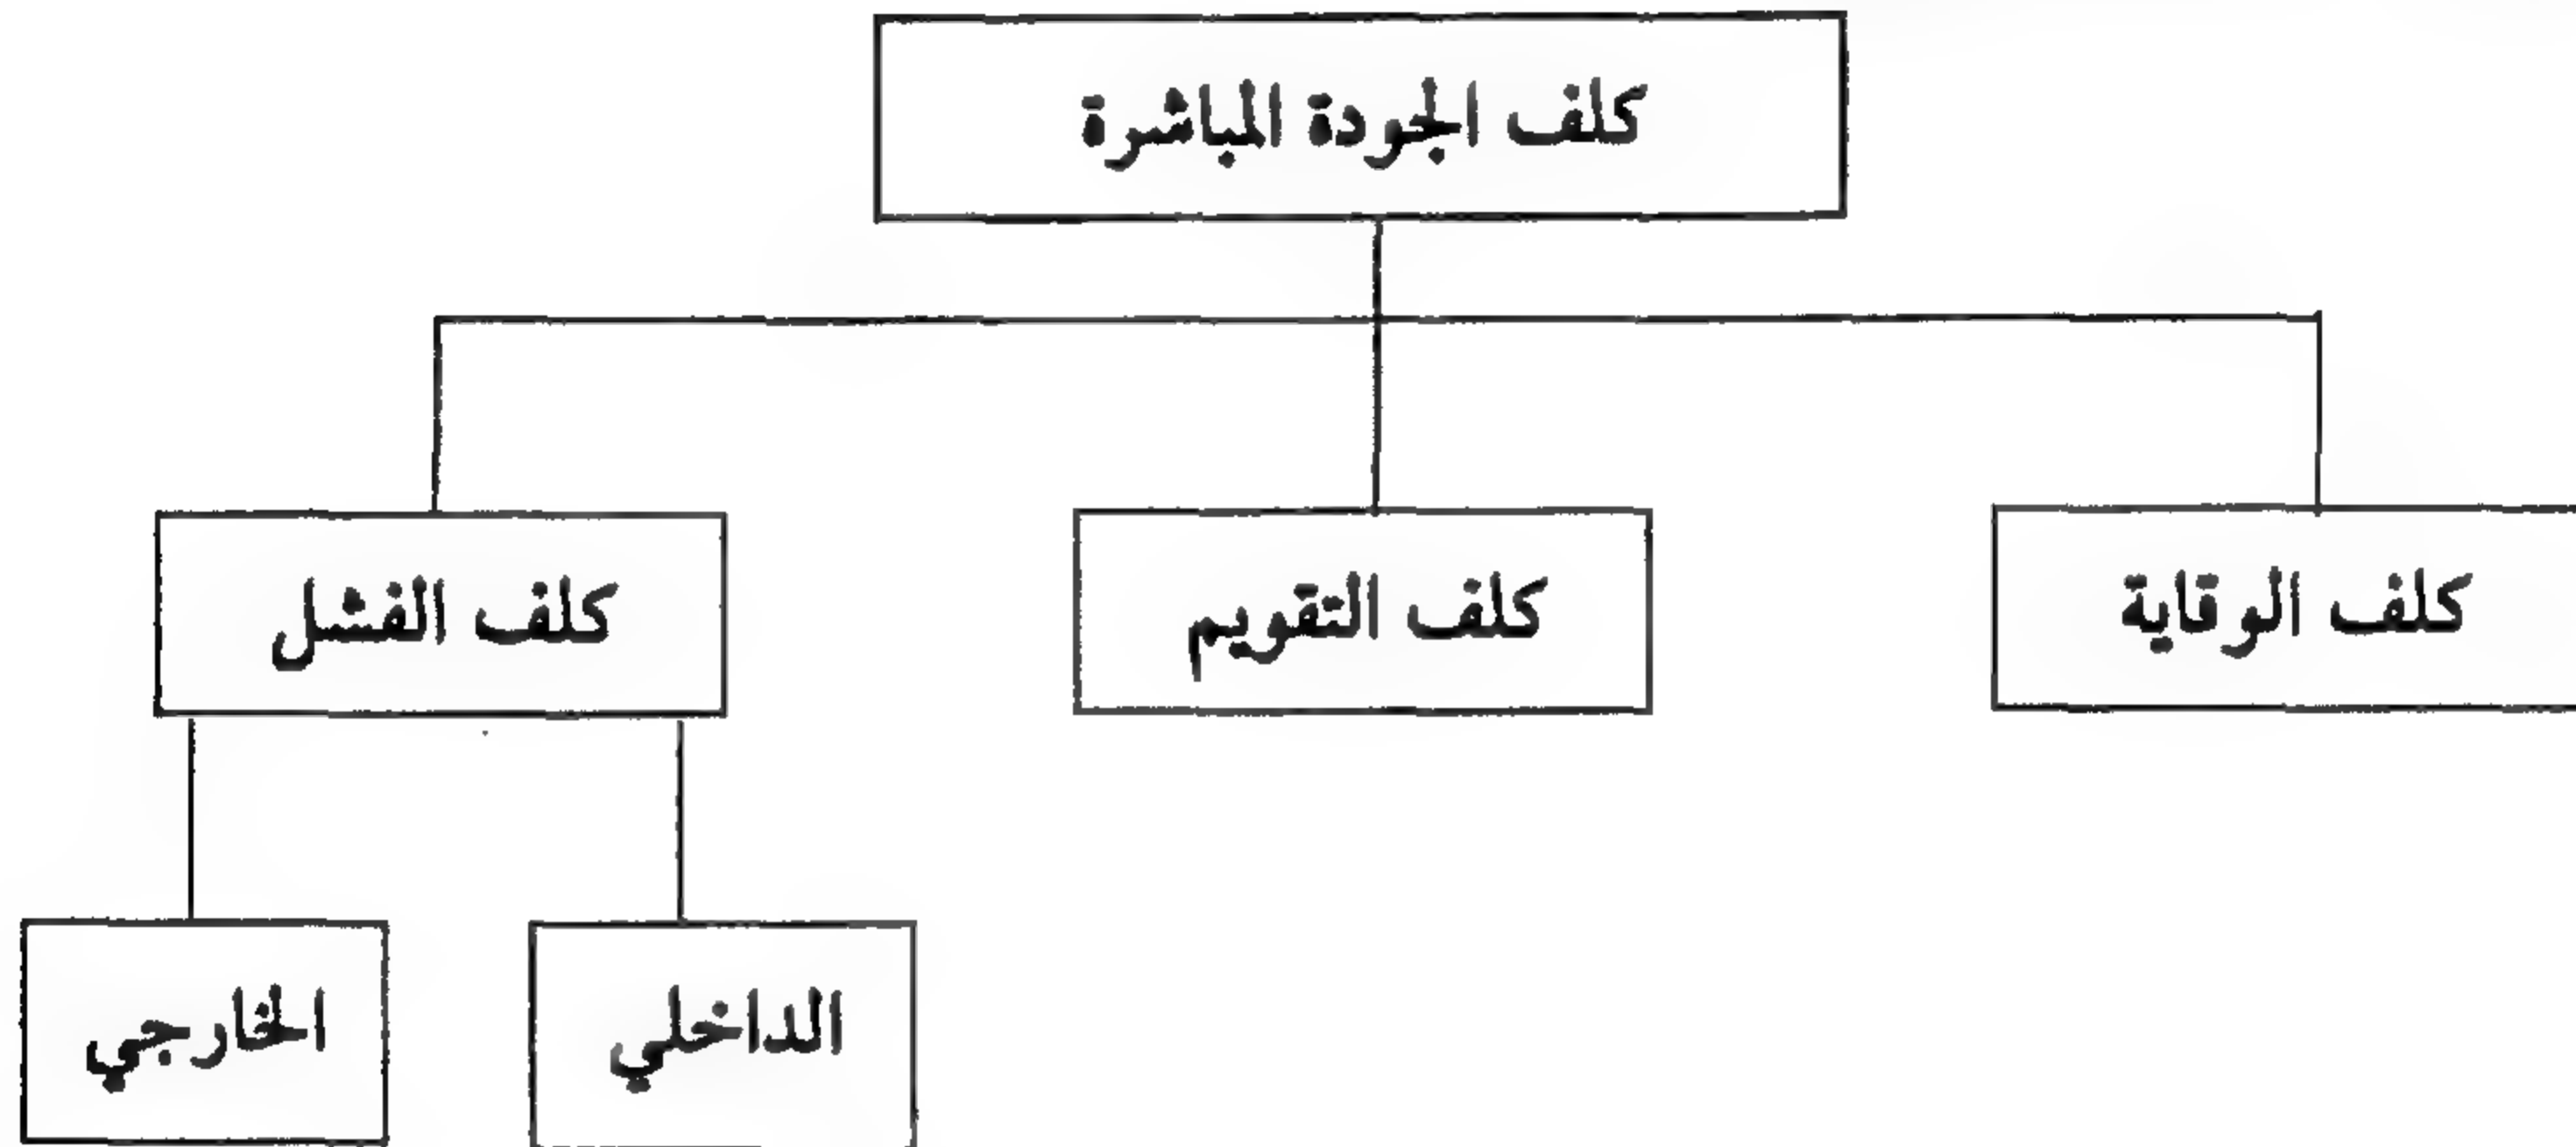 كلف الجودة المباشرة
كلف الوقاية
كلف التقويم
كلف الفشل
الداخلي
الخارجي